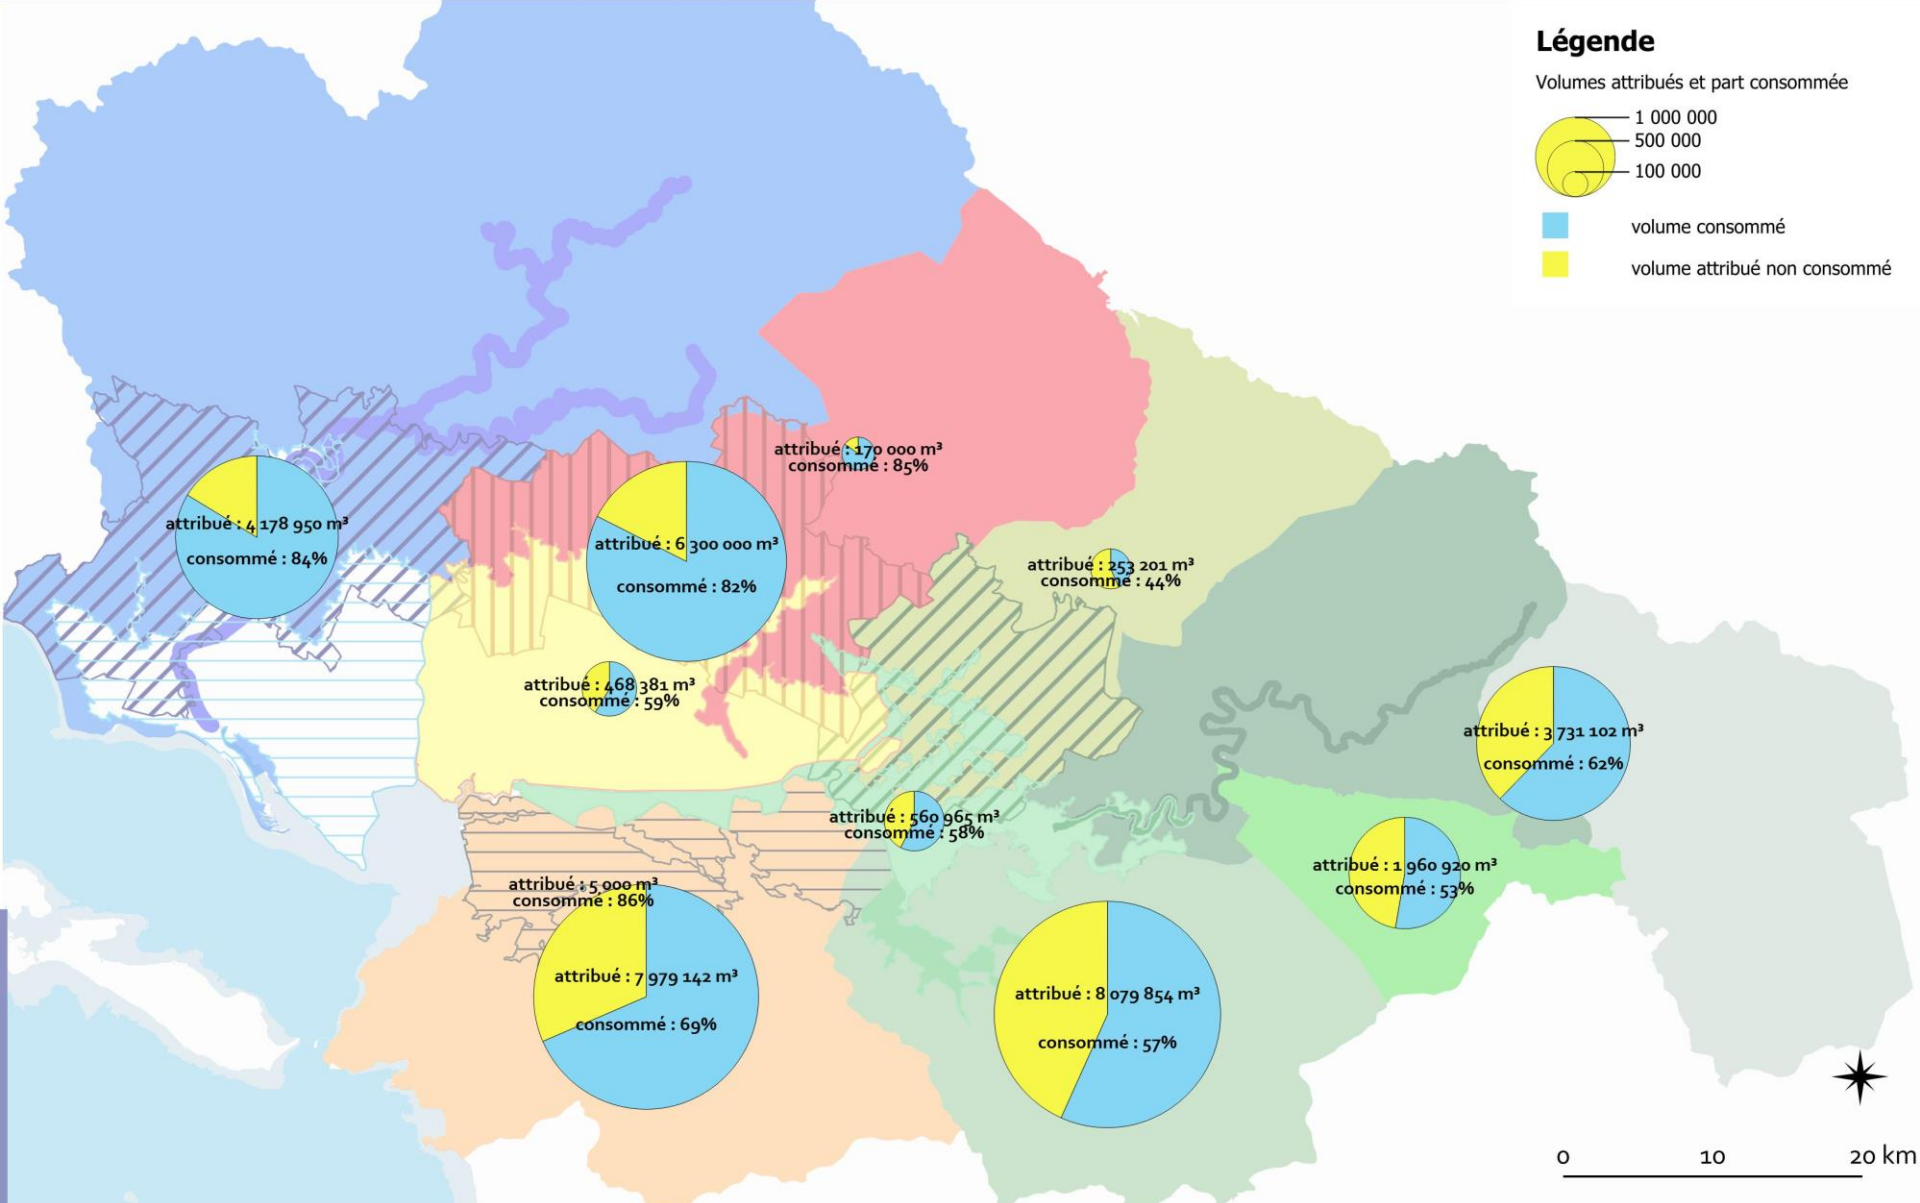 Légende
Volumes attribués et part consommée
1 000 000
500 000
100 000
volume consommé
volume attribué non consommé
attribué : 170 000 m³
consommé : 85%
attribué : 4 178 950 m³
consommé : 84%
attribué : 6 300 000 m³
consommé : 82%
attribué : 253 201 m³
consommé : 44%
attribué : 468 381 m³
consommé : 59%
attribué : 3 731 102 m³
consommé : 62%
attribué : 560 965 m³
consommé : 58%
attribué : 1 960 920 m³
consommé : 53%
attribué : 5 000 m³
consommé : 86%
attribué : 7 979 142 m³
consommé : 69%
attribué : 8 079 854 m³
consommé : 57%
0 10 20 km